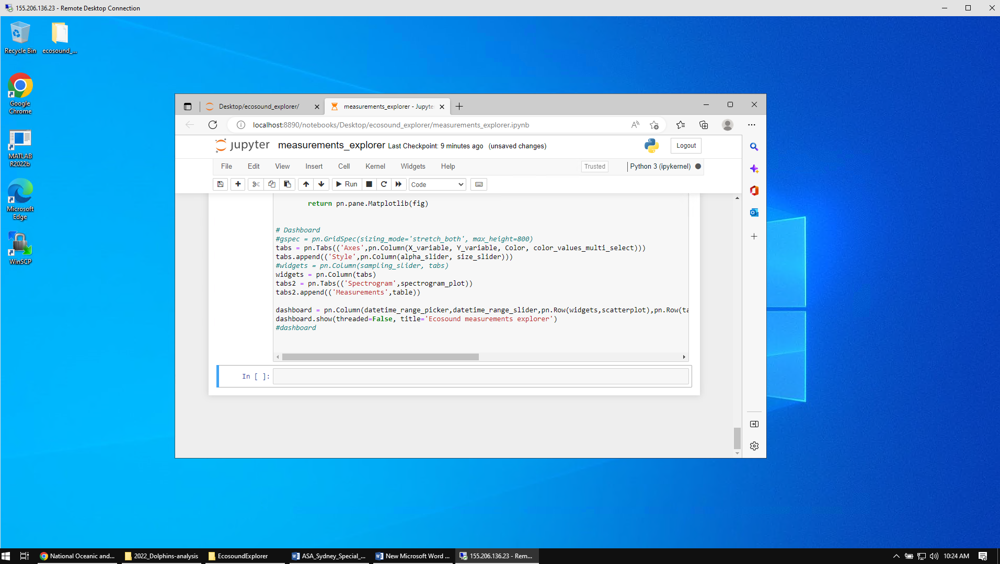 155.206.136.23 - Remote Desktop Connection
Recycle Bin
ecosound_...
Google
Chrome
MATLAB
R2022b
Microsoft
Edge
WinSCP
Desktop/ecosound_explorer/
measurements_explorer - Jupyter
localhost:8890/notebooks/Desktop/ecosound_explorer/measurements_explorer.ipynb
jupyter measurements_explorer Last Checkpoint: 9 minutes ago (unsaved changes)
Logout
File Edit View Insert Cell Kernel Widgets Help
Trusted
Python 3 (ipykernel)
Run
Code
return pn.pane.Matplotlib(fig)
# Dashboard
#gspec = pn.GridSpec(sizing_mode='stretch_both', max_height=800)
tabs = pn.Tabs(('Axes',pn.Column(X_variable, Y_variable, Color, color_values_multi_select)))
tabs.append(('Style',pn.Column(alpha_slider, size_slider)))
#widgets = pn.Column(sampling_slider, tabs)
widgets = pn.Column(tabs)
tabs2 = pn.Tabs(('Spectrogram',spectrogram_plot))
tabs2.append(('Measurements',table))
dashboard = pn.Column(datetime_range_picker,datetime_range_slider,pn.Row(widgets,scatterplot),pn.Row(ta
dashboard.show(threaded=False, title='Ecosound measurements explorer')
#dashboard
In [ ]:
National Oceanic and...
2022_Dolphins-analysis
EcosoundExplorer
ASA_Sydney_Special_...
New Microsoft Word ...
155.206.136.23 - Rem...
10:24 AM